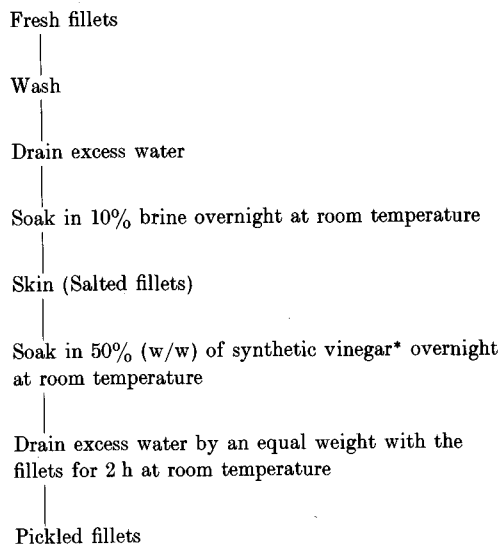 Fresh fillets
Wash
Drain excess water
Soak in 10% brine overnight at room temperature
Skin (Salted fillets)
Soak in 50% (w/w) of synthetic vinegar* overnight
at room temperature
Drain excess water by an equal weight with the
fillets for 2 h at room temperature
Pickled fillets